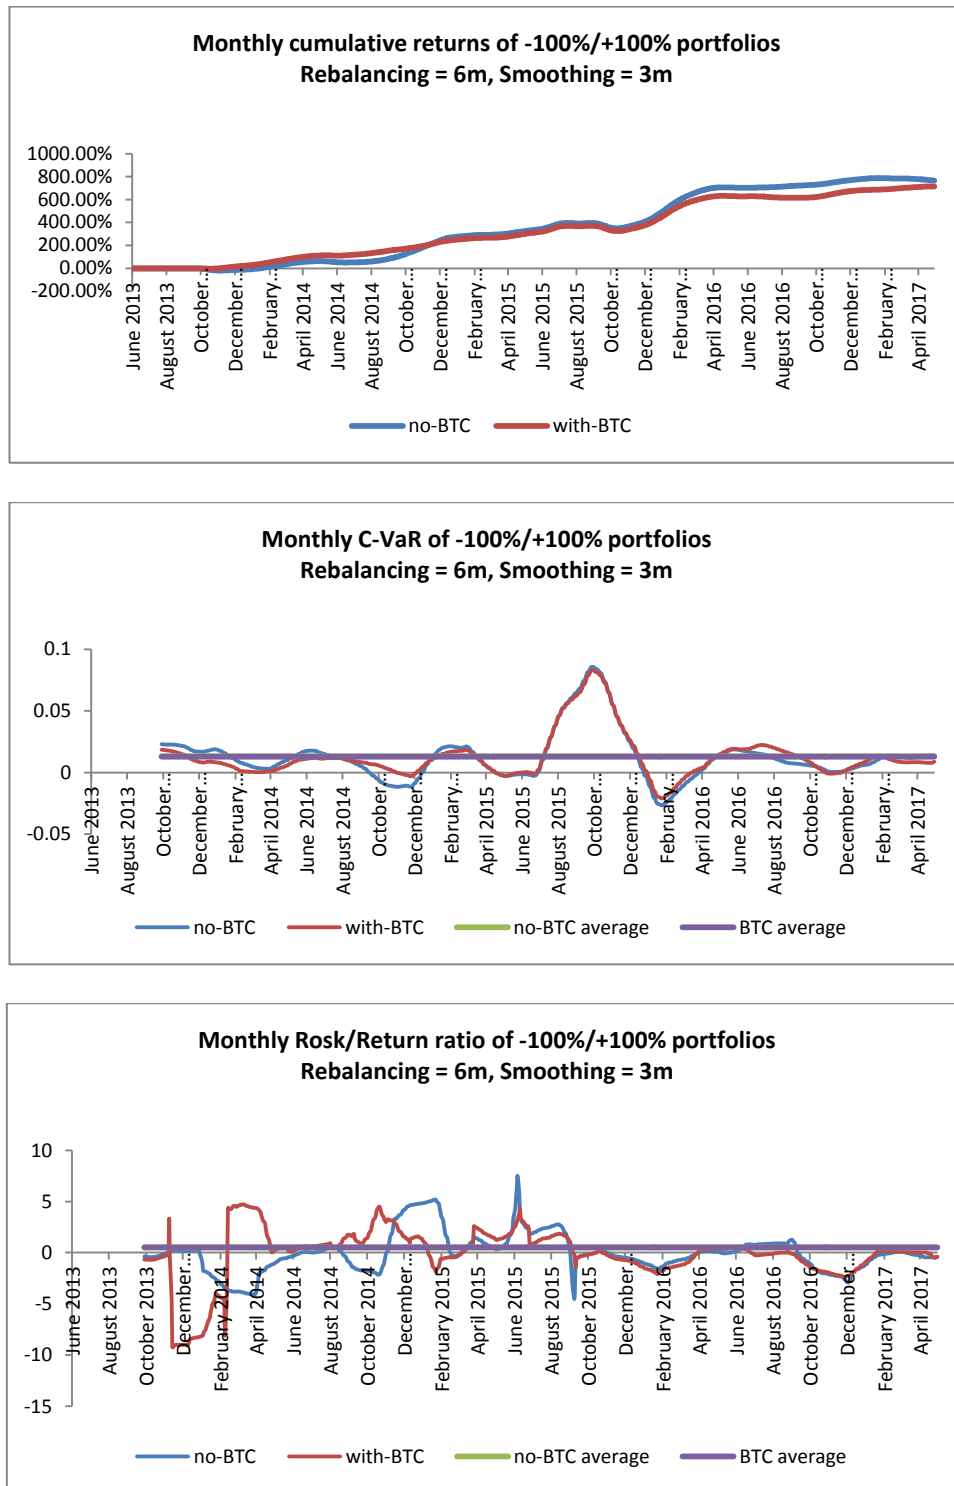 Monthly cumulative returns of -100%/+100% portfolios
Rebalancing = 6m, Smoothing = 3m
1000.00%
800.00%
600.00%
400.00%
200.00%
0.00%
-200.00%
June 2013
August 2013
October...
December...
February...
April 2014
June 2014
August 2014
October...
December...
February...
April 2015
June 2015
August 2015
October...
December...
February...
April 2016
June 2016
August 2016
October...
December...
February...
April 2017
no-BTC
with-BTC
Monthly C-VaR of -100%/+100% portfolios
Rebalancing = 6m, Smoothing = 3m
0.1
0.05
0
-0.05
June 2013
August 2013
October...
December...
February...
April 2014
June 2014
August 2014
October...
December...
February...
April 2015
June 2015
August 2015
October...
December...
February...
April 2016
June 2016
August 2016
October...
December...
February...
April 2017
no-BTC
with-BTC
no-BTC average
BTC average
Monthly Rosk/Return ratio of -100%/+100% portfolios
Rebalancing = 6m, Smoothing = 3m
10
5
0
-5
-10
-15
June 2013
August 2013
October 2013
December...
February 2014
April 2014
June 2014
August 2014
October 2014
December...
February 2015
April 2015
June 2015
August 2015
October 2015
December...
February 2016
April 2016
June 2016
August 2016
October 2016
December...
February 2017
April 2017
no-BTC
with-BTC
no-BTC average
BTC average